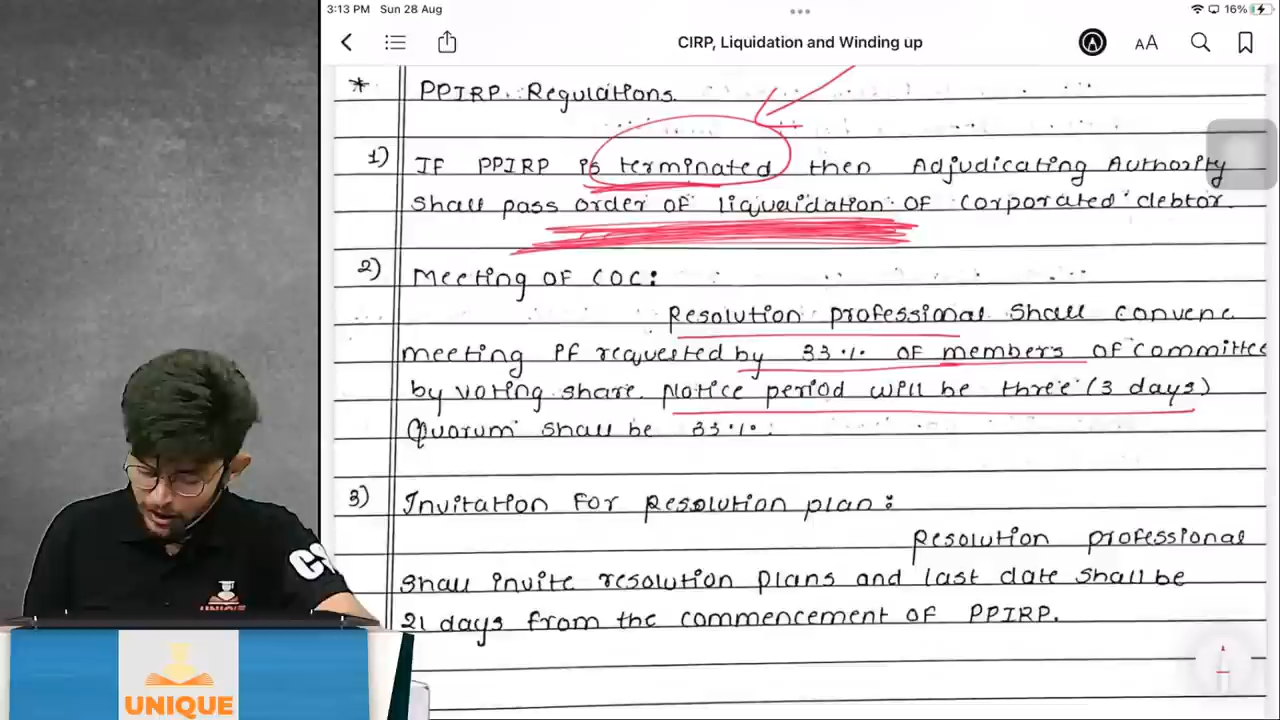 3:13 PM Sun 28 Aug
16%
CIRP, Liquidation and Winding up
AA
* PPIRP Regulations.
1) IF PPIRP is terminated then Adjudicating Authority
shall pass order of liqvaidation of corporated debtor.
2) Meeting of COC:
Resolution professional shall convene
meeting if requested by 33% of members of committee
by voting share. Notice period will be three (3 days)
Quorum shall be 33%.
3) Invitation for resolution plan:
Resolution professional
shall invite resolution plans and last date shall be
21 days from the commencement of PPIRP.
UNIQUE
UNIQUE